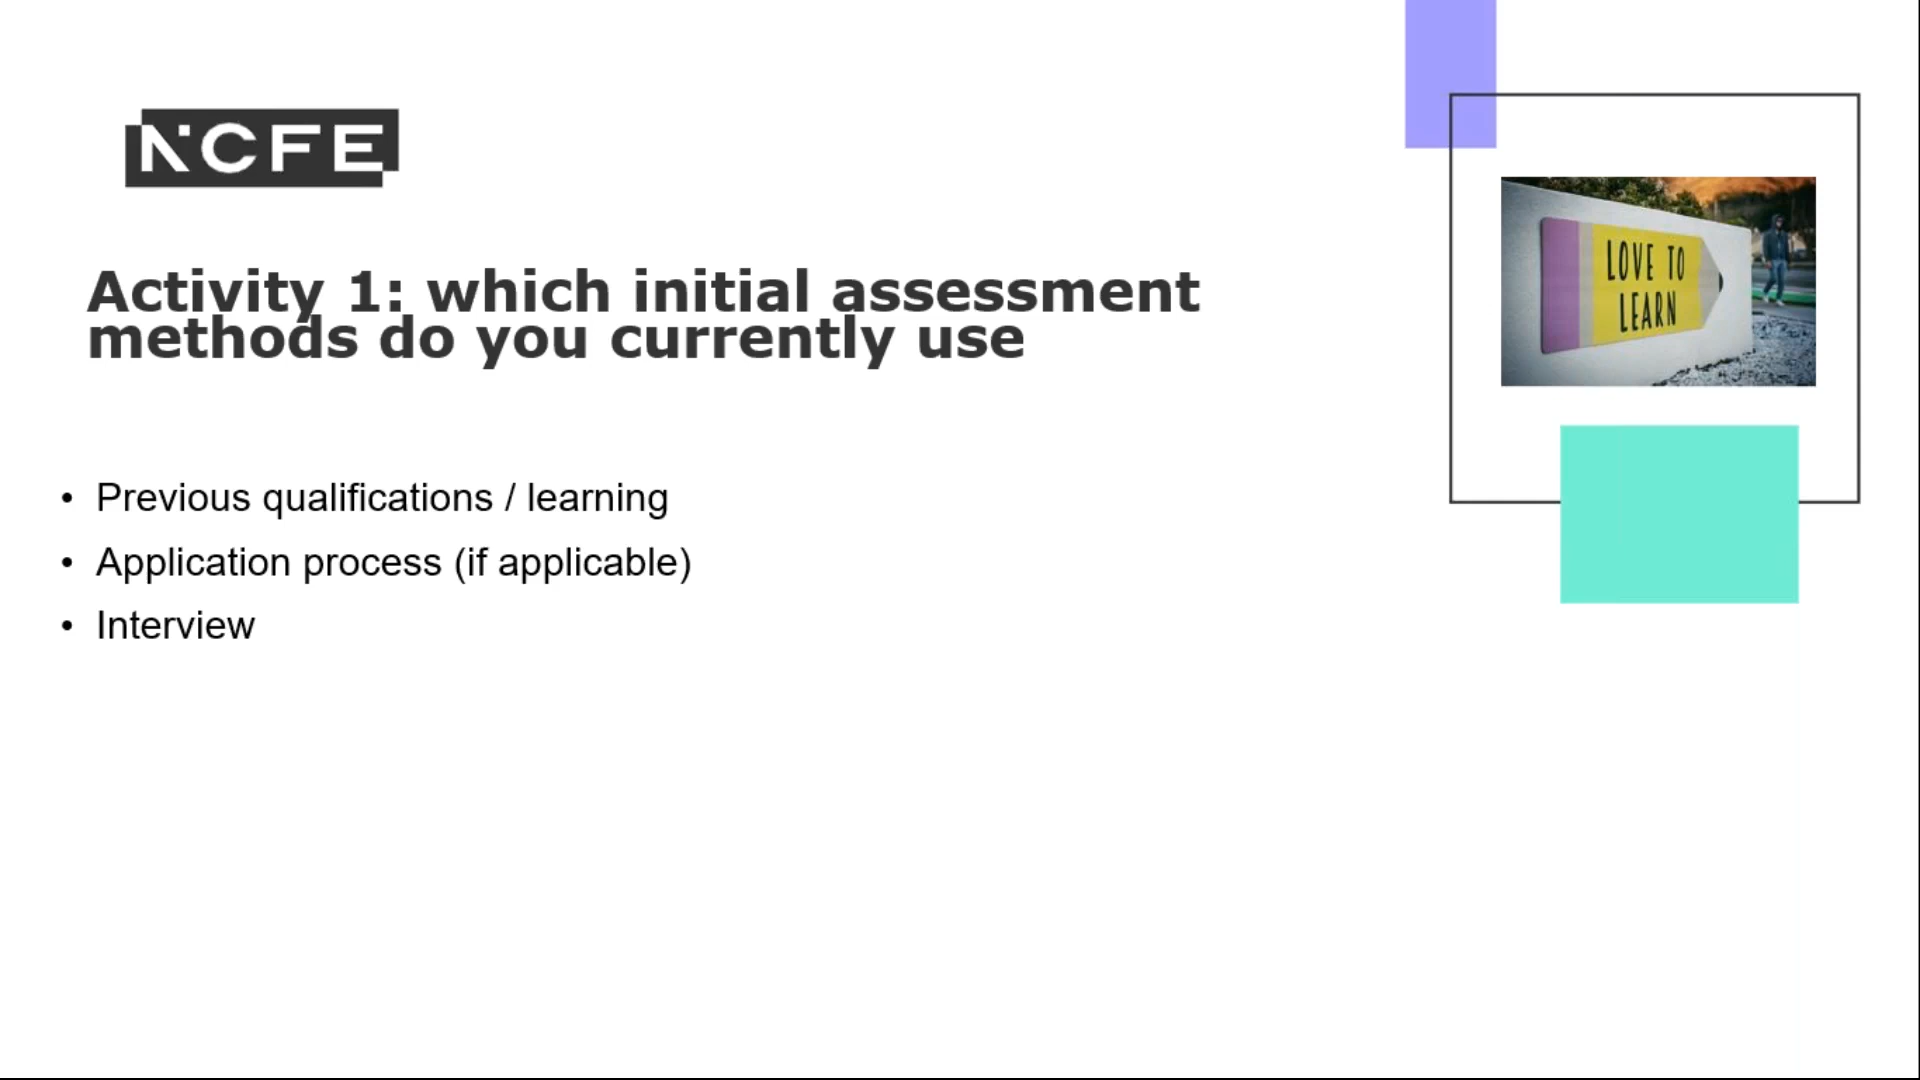 NCFE
Activity 1: which initial assessment
methods do you currently use
• Previous qualifications / learning
• Application process (if applicable)
• Interview
LOVE TO
LEARN